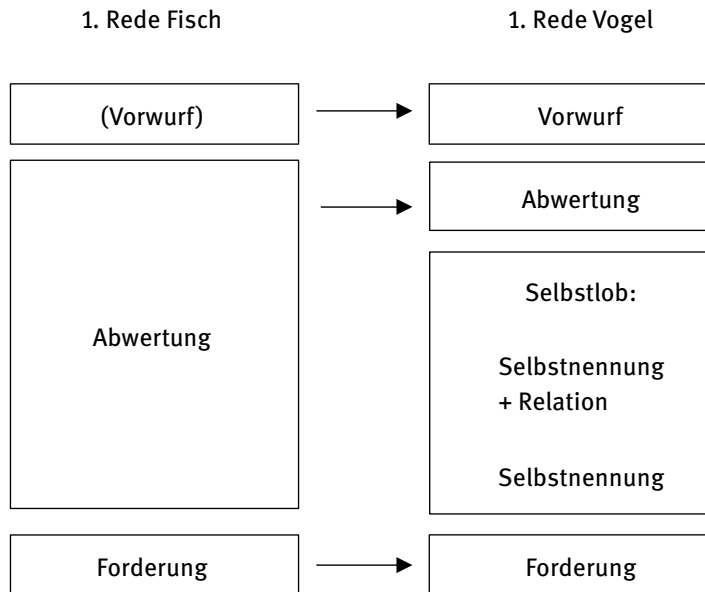 1. Rede Fisch
1. Rede Vogel
(Vorwurf)
Vorwurf
Abwertung
Abwertung
Selbstlob:
Selbstnennung
+ Relation
Selbstnennung
Forderung
Forderung